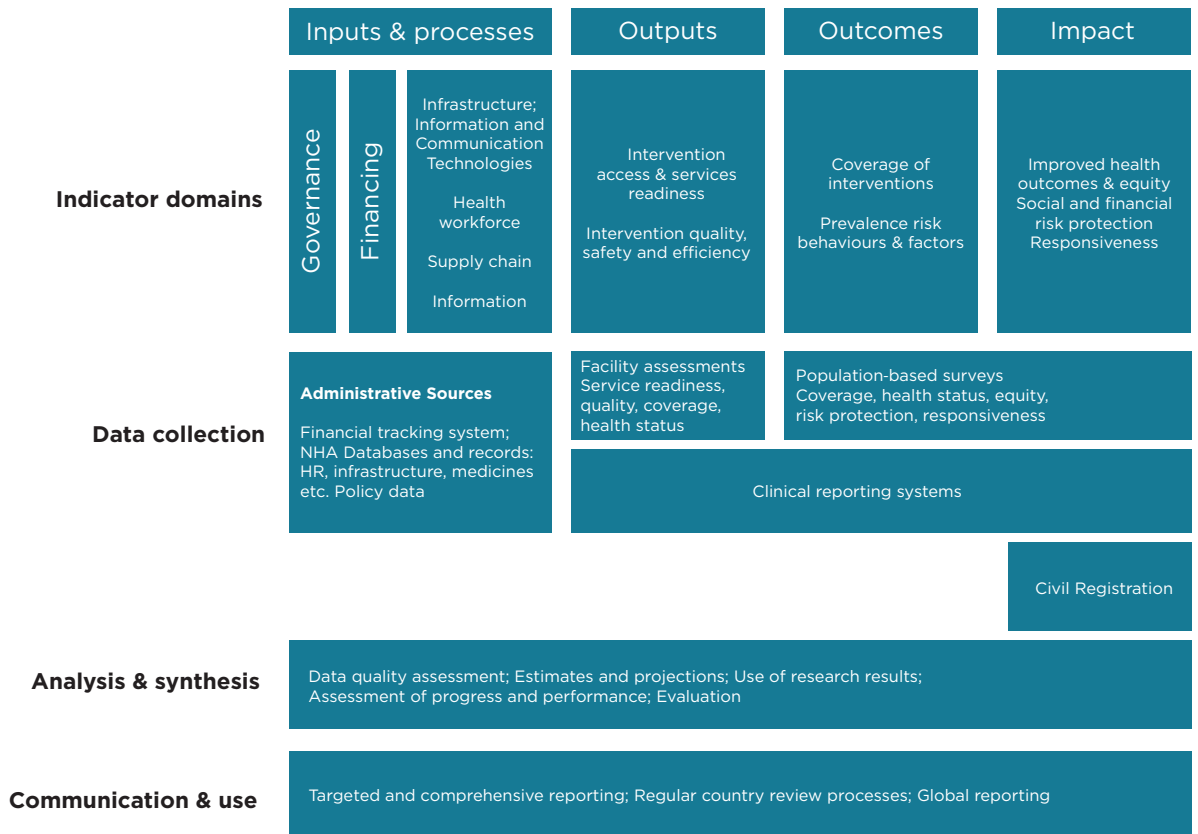 Inputs & processes
Outputs
Outcomes
Impact
Indicator domains
Governance
Financing
Infrastructure;
Information and
Communication
Technologies
Health
workforce
Supply chain
Information
Intervention
access & services
readiness
Intervention quality,
safety and efficiency
Coverage of
interventions
Prevalence risk
behaviours & factors
Improved health
outcomes & equity
Social and financial
risk protection
Responsiveness
Data collection
Administrative Sources
Financial tracking system;
NHA Databases and records:
HR, infrastructure, medicines
etc. Policy data
Facility assessments
Service readiness,
quality, coverage,
health status
Population-based surveys
Coverage, health status, equity,
risk protection, responsiveness
Clinical reporting systems
Civil Registration
Analysis & synthesis
Data quality assessment; Estimates and projections; Use of research results;
Assessment of progress and performance; Evaluation
Communication & use
Targeted and comprehensive reporting; Regular country review processes; Global reporting